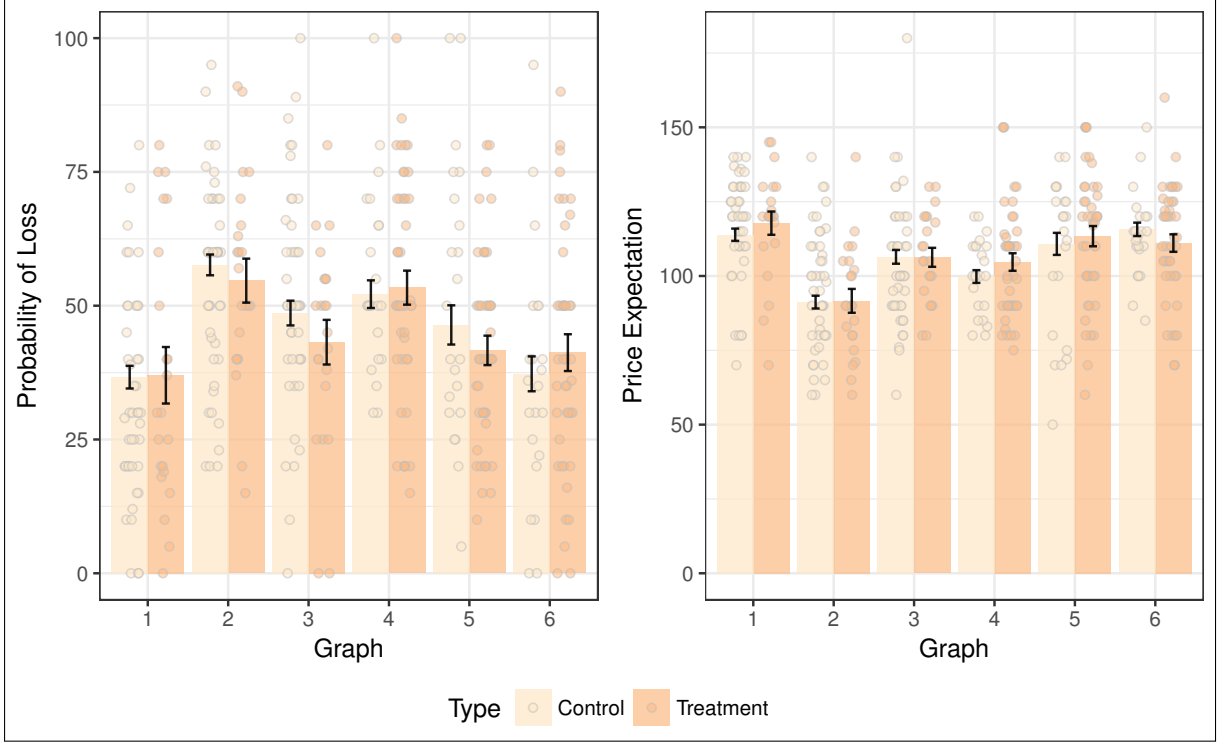 Probability of Loss
100
75
50
25
0
1 2 3 4 5 6
Graph
Price Expectation
150
100
50
0
1 2 3 4 5 6
Graph
Type Control Treatment